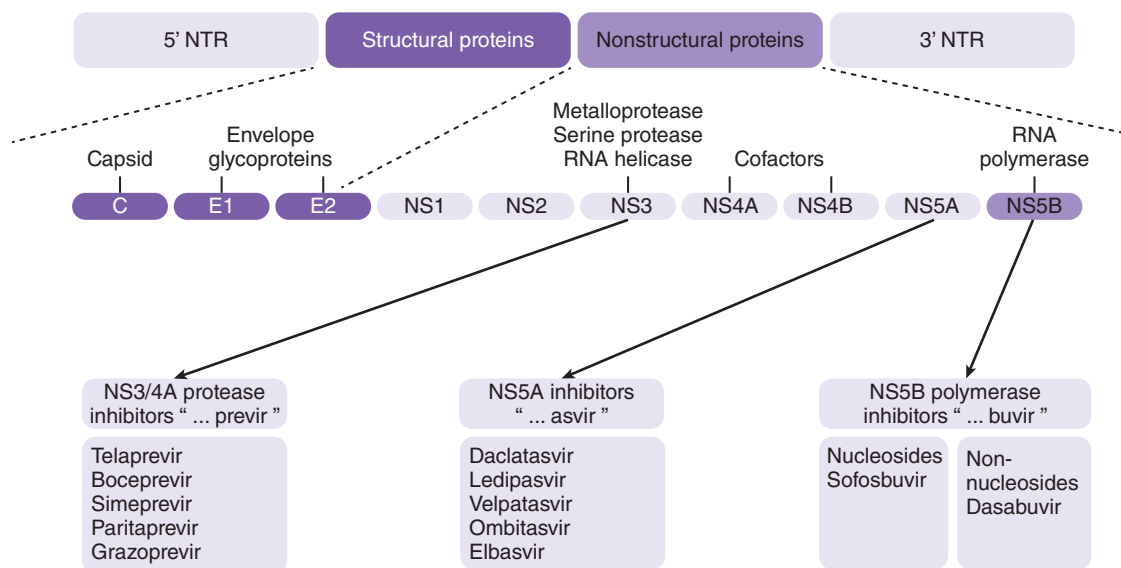 5’ NTR
Structural proteins
Nonstructural proteins
3’ NTR
Capsid
Envelope
glycoproteins
Metalloprotease
Serine protease
RNA helicase
Cofactors
RNA
polymerase
C
E1
E2
NS1
NS2
NS3
NS4A
NS4B
NS5A
NS5B
NS3/4A protease
inhibitors “ ... previr ”
Telaprevir
Boceprevir
Simeprevir
Paritaprevir
Grazoprevir
NS5A inhibitors
“ ... asvir ”
Daclatasvir
Ledipasvir
Velpatasvir
Ombitasvir
Elbasvir
NS5B polymerase
inhibitors “ ... buvir ”
Nucleosides
Sofosbuvir
Non-
nucleosides
Dasabuvir